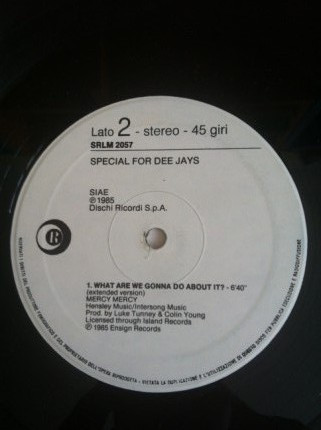 Lato 2 - stereo - 45 giri
SRLM 2057
SPECIAL FOR DEE JAYS
SIAE
℗1985
Dischi Ricordi S.p.A.
R
1. WHAT ARE WE GONNA DO ABOUT IT? - 6'40"
(extended version)
MERCY MERCY
Hensley Music/Intersong Music
Prod. by Luke Tunney & Colin Young
Licensed through Island Records
℗1985 Ensign Records